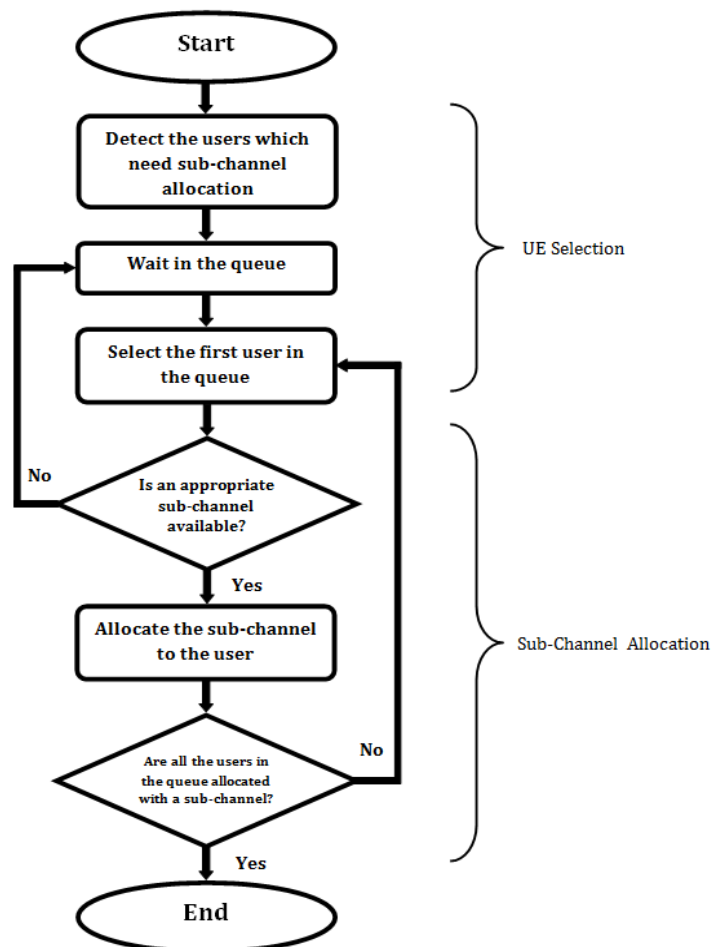 Start
Detect the users which
need sub-channel
allocation
Wait in the queue
UE Selection
Select the first user in
the queue
No
Is an appropriate
sub-channel
available?
Yes
Allocate the sub-channel
to the user
Sub-Channel Allocation
No
Are all the users in
the queue allocated
with a sub-channel?
Yes
End